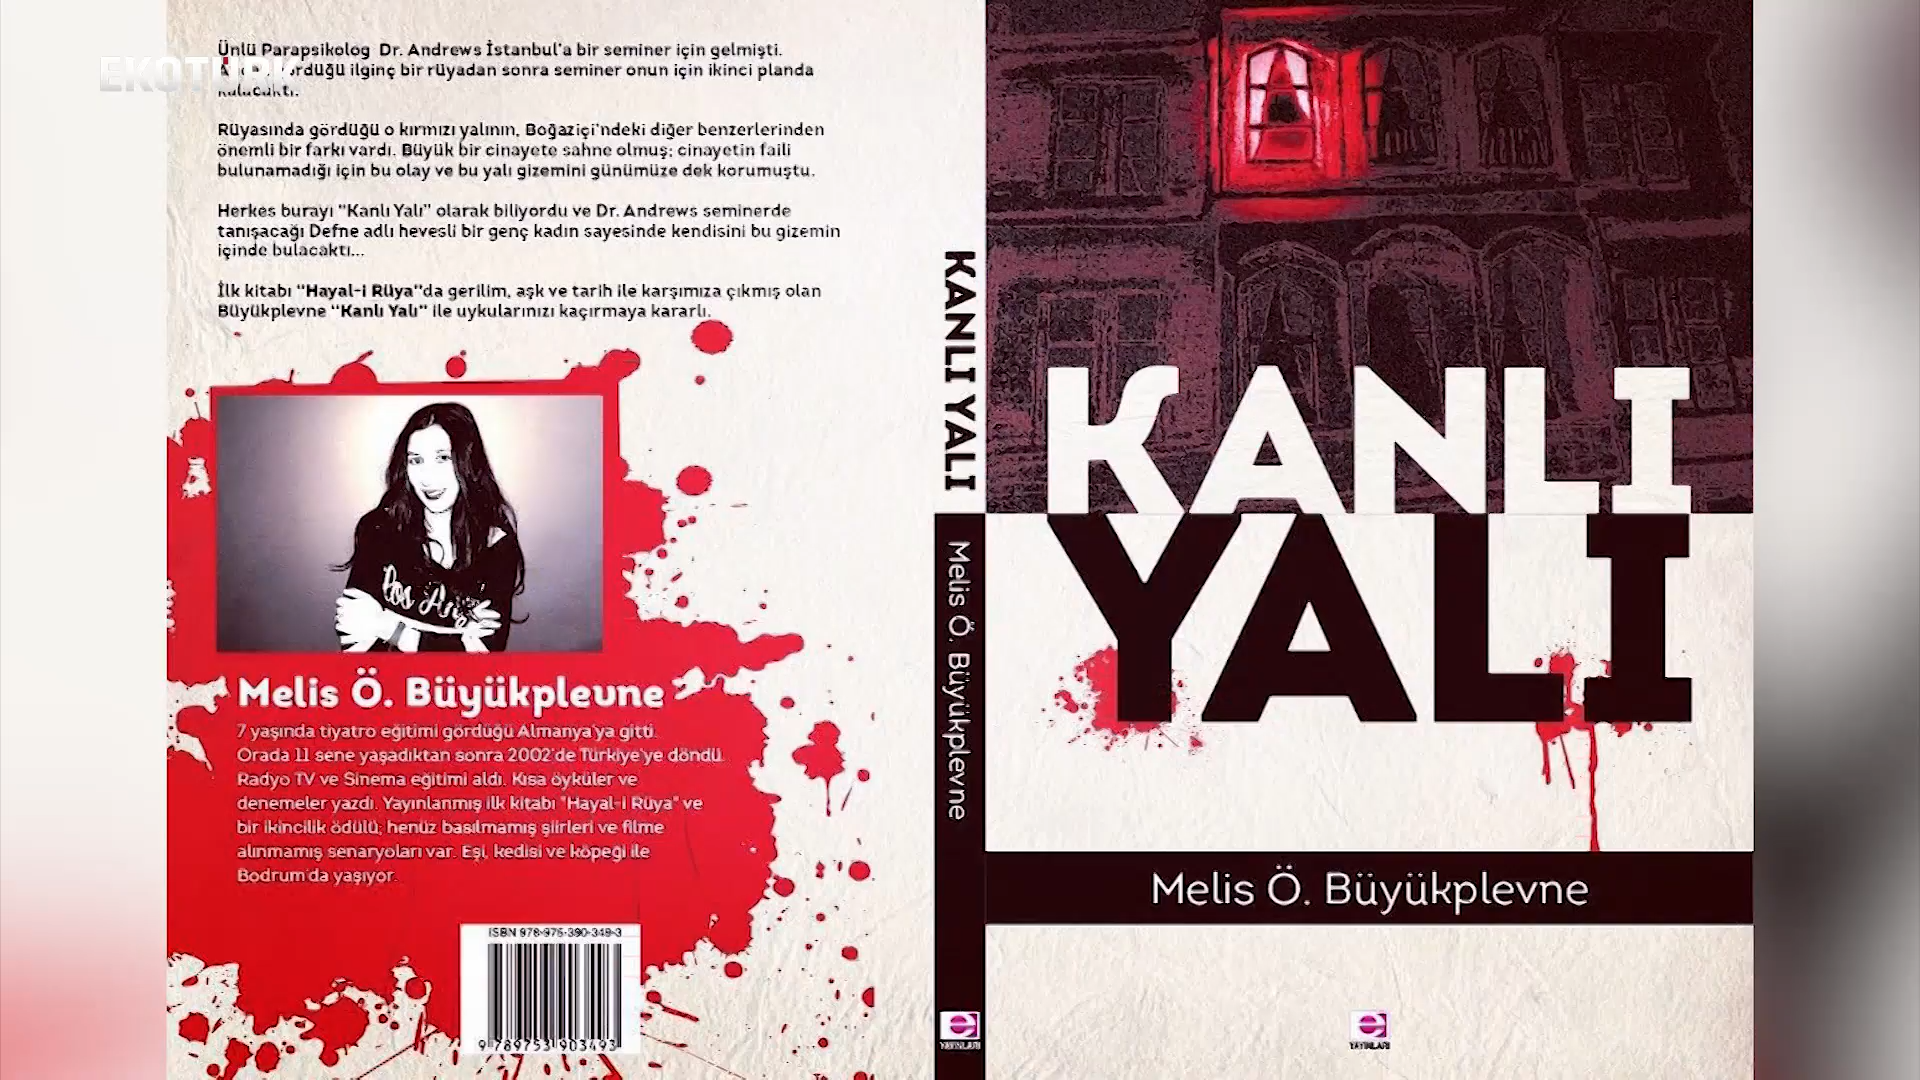 EKOTÜRK
Ünlü Parapsikolog Dr. Andrews İstanbul'a bir seminer için gelmişti.
gördüğü ilginç bir rüyadan sonra seminer onun için ikinci planda
kalacaktı.
Rüyasında gördüğü o kırmızı yalının, Boğaziçi'ndeki diğer benzerlerinden
önemli bir farkı vardı. Büyük bir cinayete sahne olmuş; cinayetin faili
bulunamadığı için bu olay ve bu yalı gizemini günümüze dek korumuştu.
Herkes burayı "Kanlı Yalı" olarak biliyordu ve Dr. Andrews seminerde
tanışacağı Defne adlı hevesli bir genç kadın sayesinde kendisini bu gizemin
içinde bulacaktı...
İlk kitabı "Hayal-i Rüya"da gerilim, aşk ve tarih ile karşımıza çıkmış olan
Büyükplevne "Kanlı Yalı" ile uykularınızı kaçırmaya kararlı.
Los An
Melis Ö. Büyükplevne
7 yaşında tiyatro eğitimi gördüğü Almanya'ya gitti.
Orada 11 sene yaşadıktan sonra 2002'de Türkiye'ye döndü.
Radyo TV ve Sinema eğitimi aldı. Kısa öyküler ve
denemeler yazdı. Yayınlanmış ilk kitabı "Hayal-i Rüya" ve
bir ikincilik ödülü, henüz basılmamış şiirleri ve filme
alınmamış senaryoları var. Eşi, kedisi ve köpeği ile
Bodrum'da yaşıyor.
ISBN 978-975-390-349-3
9 789753 903493
KANLI YALI
Melis Ö. Büyükplevne
e
YAYINLARI
KANLI
YALI
Melis Ö. Büyükplevne
e
YAYINLARI